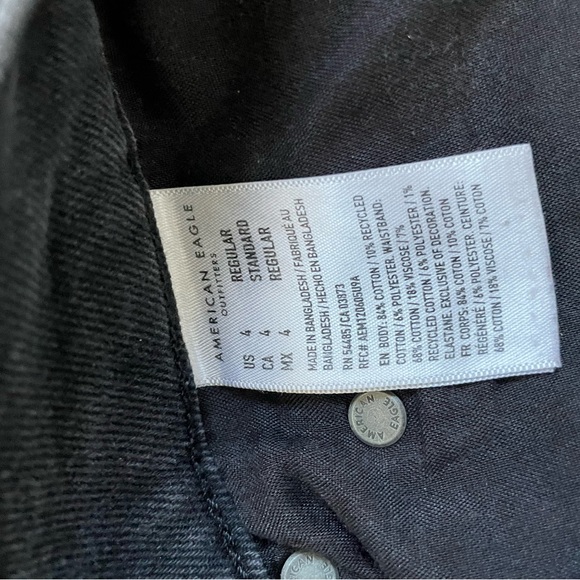 AMERICAN EAGLE
OUTFITTERS
REGULAR
US 4 STANDARD
CA 4 REGULAR
MX 4
MADE IN BANGLADESH / FABRIQUÉ AU
BANGLADESH / HECHO EN BANGLADESH
RN 54485/CA 03973
RFC# AEM120606U9A
EN BODY: 84% COTTON / 10% RECYCLED
COTTON / 6% POLYESTER. WAISTBAND:
68% COTTON / 18% VISCOSE / 7%
RECYCLED COTTON / 6% POLYESTER / 1%
ELASTANE. EXCLUSIVE OF DECORATION.
FR CORPS: 84% COTON / 10% COTON
RÉGÉNÉRÉ / 6% POLYESTER. CEINTURE:
68% COTON / 18% VISCOSE / 7% COTON
AMERICAN EAGLE